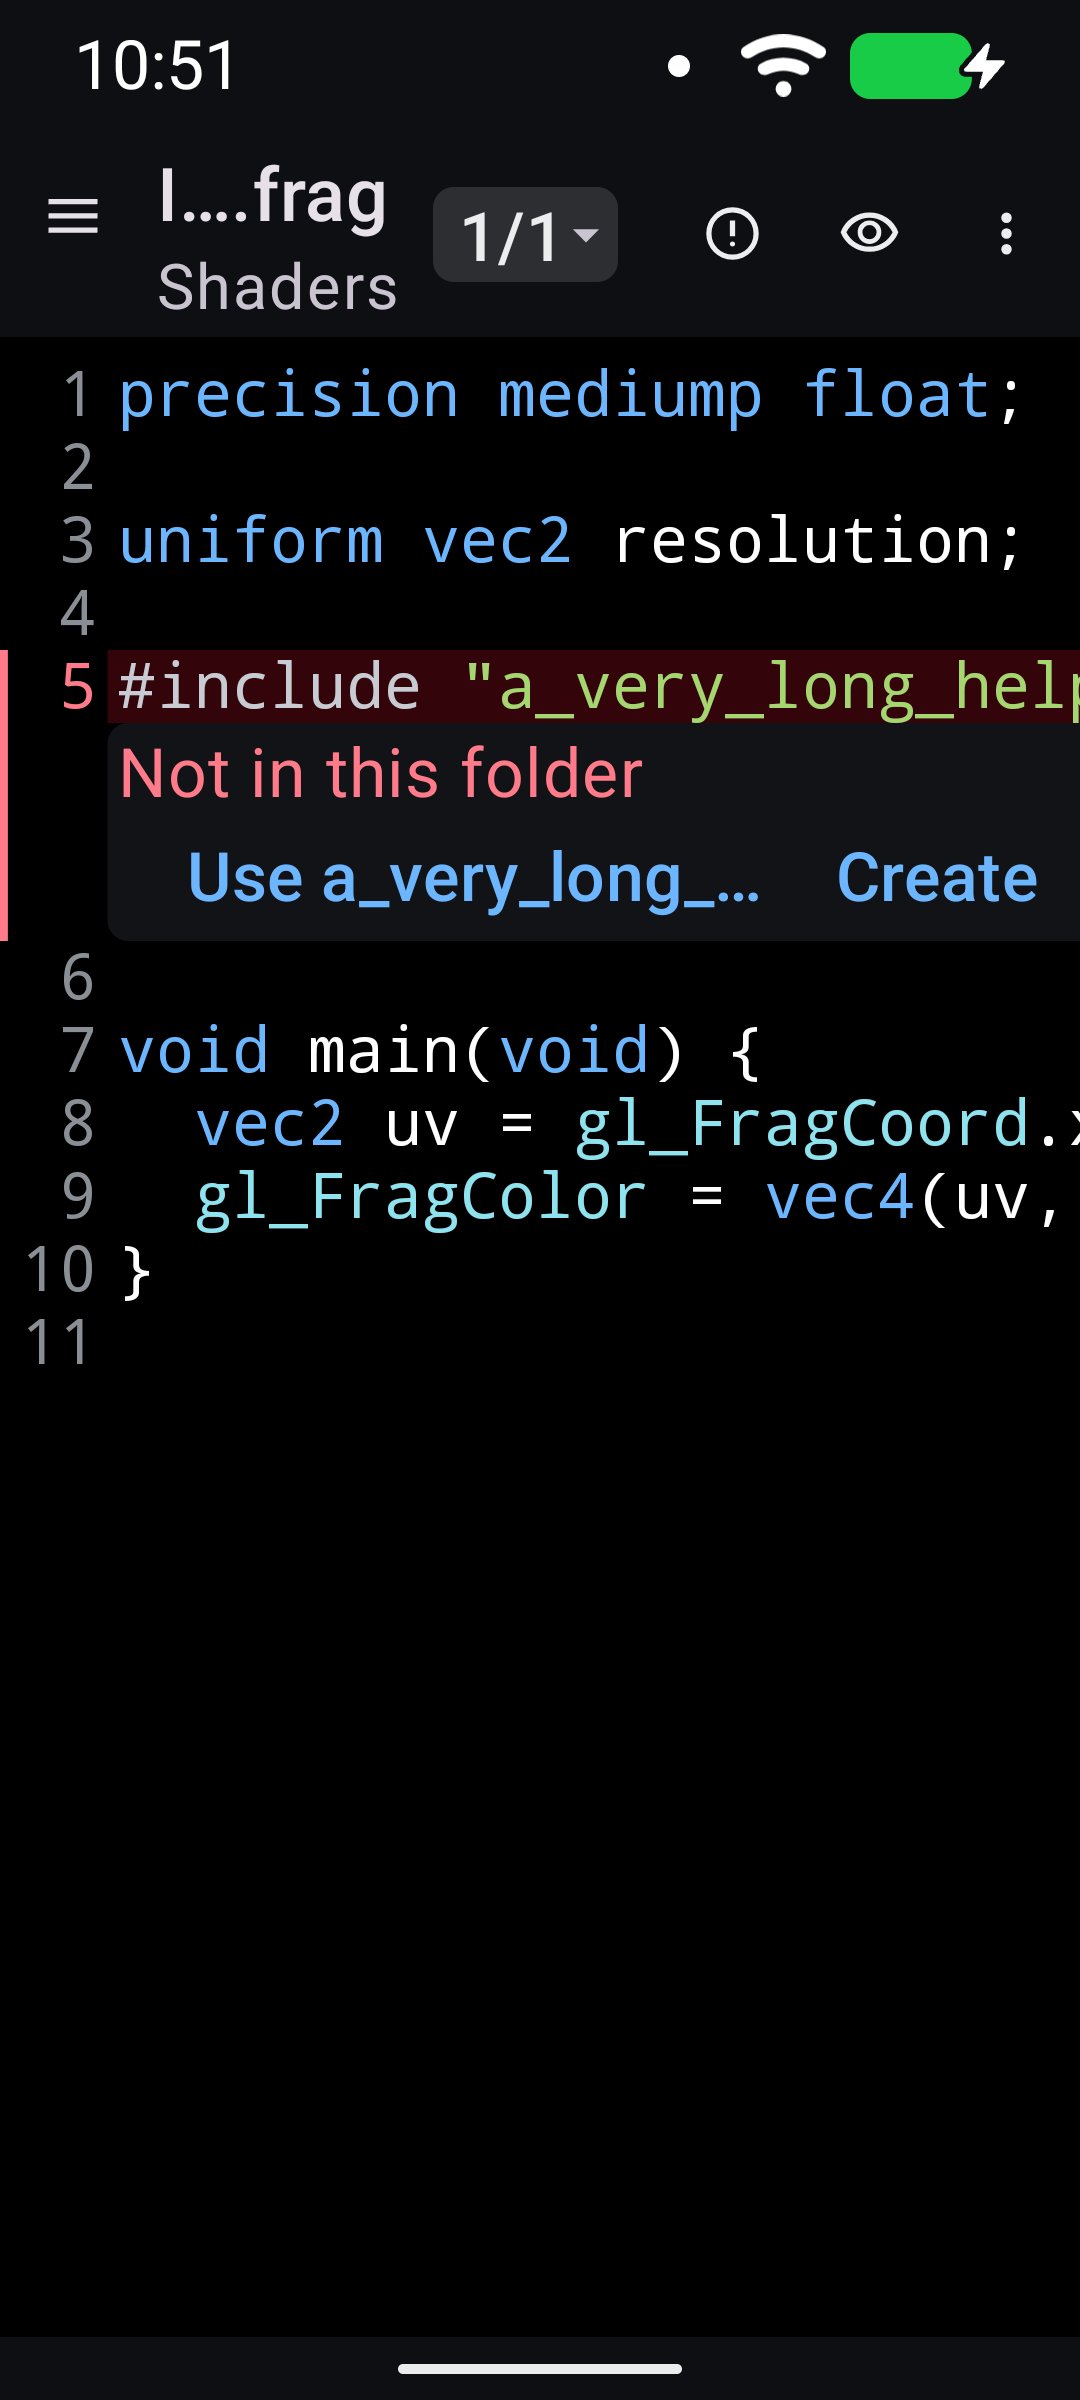 10:51
I….frag
Shaders
1/1
1 precision mediump float;
2
3 uniform vec2 resolution;
4
5 #include "a_very_long_help
Not in this folder
Use a_very_long_… Create
6
7 void main(void) {
8 vec2 uv = gl_FragCoord.x
9 gl_FragColor = vec4(uv,
10 }
11